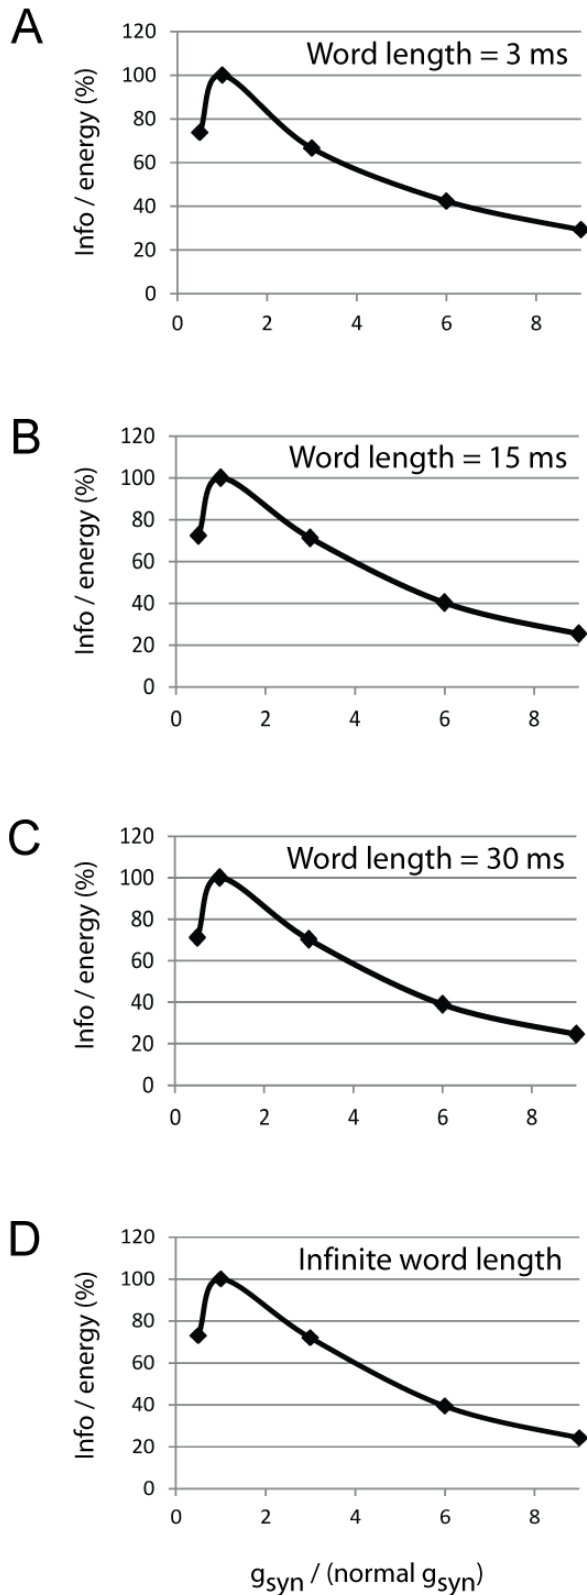 A
Word length = 3 ms
Info / energy (%)
120
100
80
60
40
20
0
0 2 4 6 8
B
Word length = 15 ms
Info / energy (%)
120
100
80
60
40
20
0
0 2 4 6 8
C
Word length = 30 ms
Info / energy (%)
120
100
80
60
40
20
0
0 2 4 6 8
D
Infinite word length
Info / energy (%)
120
100
80
60
40
20
0
0 2 4 6 8
gsyn / (normal gsyn)